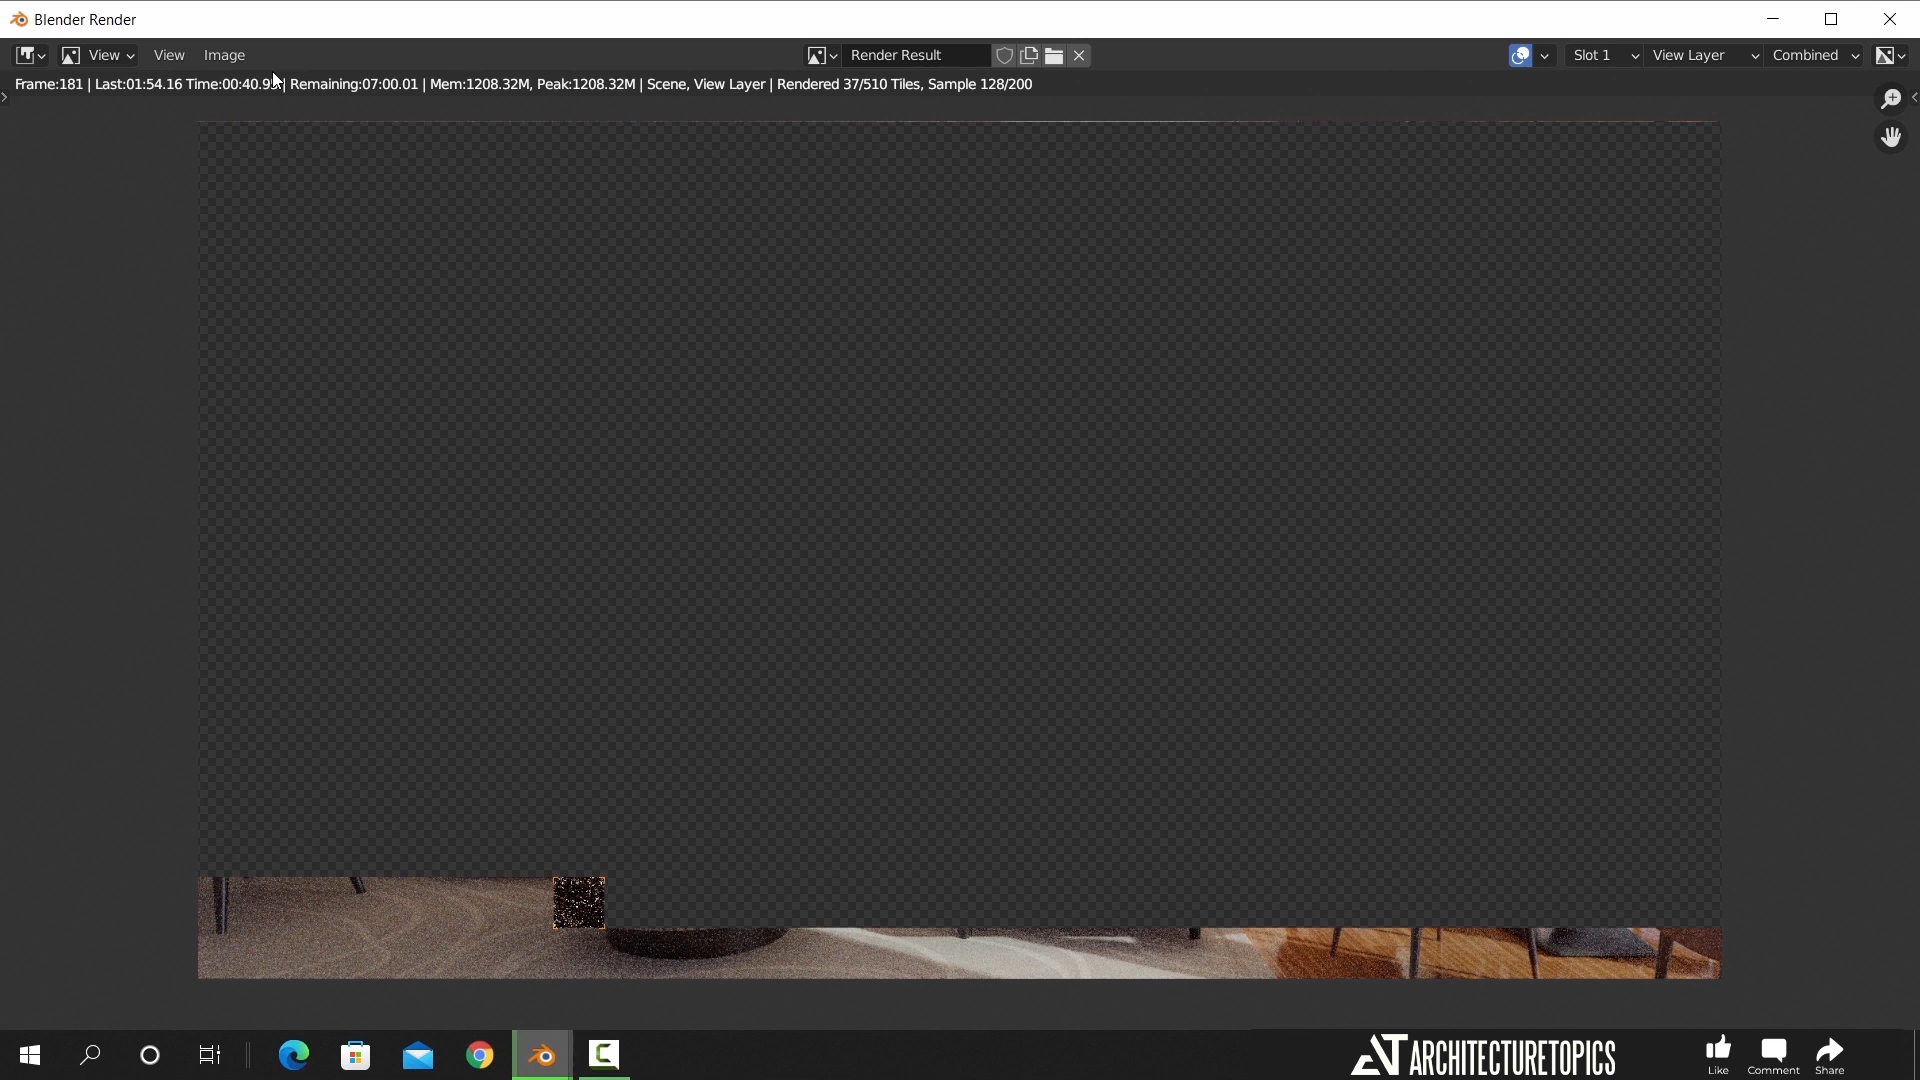 Blender Render
View View Image Render Result Slot 1 View Layer Combined
Frame:181 | Last:01:54.16 Time:00:40.95 | Remaining:07:00.01 | Mem:1208.32M, Peak:1208.32M | Scene, View Layer | Rendered 37/510 Tiles, Sample 128/200
AT ARCHITECTURETOPICS
Like Comment Share